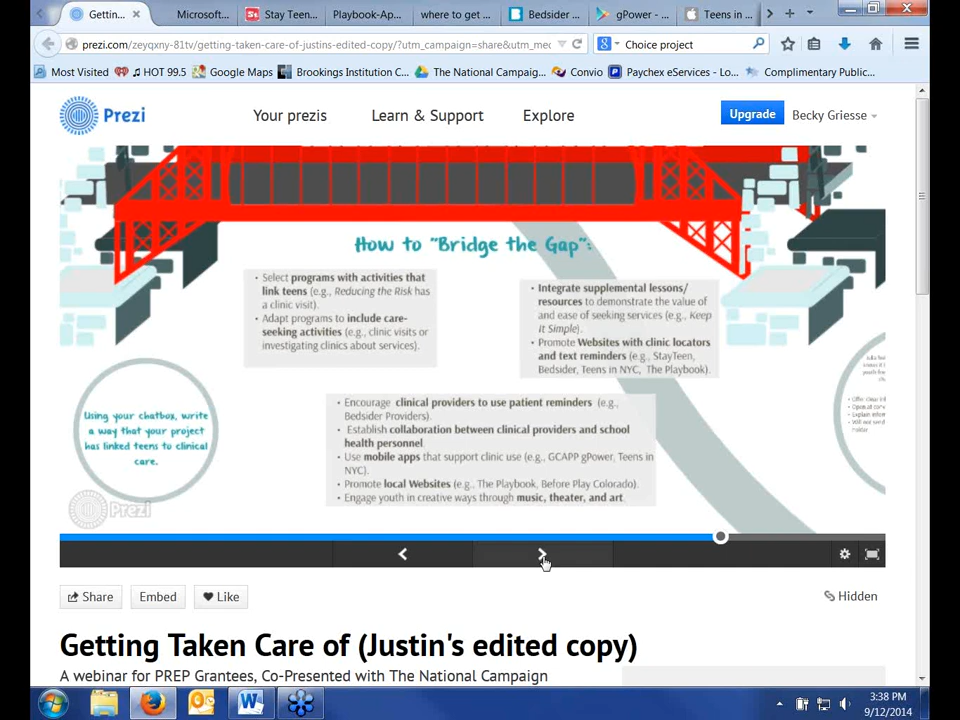 Getting...
Microsoft...
Stay Teen...
Playbook-Ap...
where to get ...
Bedsider ...
gPower - ...
Teens in ...
prezi.com/zeyqxny-81tv/getting-taken-care-of-justins-edited-copy/?utm_campaign=share&utm_mec
Choice project
Most Visited
HOT 99.5
Google Maps
Brookings Institution C...
The National Campaig...
Convio
Paychex eServices - Lo...
Complimentary Public...
Prezi
Your prezis
Learn & Support
Explore
Upgrade
Becky Griesse
How to "Bridge the Gap":
• Select programs with activities that
link teens (e.g., Reducing the Risk has
a clinic visit).
• Adapt programs to include care-
seeking activities (e.g., clinic visits or
investigating clinics about services).
• Integrate supplemental lessons/
resources to demonstrate the value of
and ease of seeking services (e.g., Keep
It Simple).
• Promote Websites with clinic locators
and text reminders (e.g., StayTeen,
Bedsider, Teens in NYC, The Playbook).
Using your chatbox, write
a way that your project
has linked teens to clinical
care.
• Encourage clinical providers to use patient reminders (e.g.,
Bedsider Providers).
• Establish collaboration between clinical providers and school
health personnel
• Use mobile apps that support clinic use (e.g., GCAPP gPower, Teens in
NYC).
• Promote local Websites (e.g., The Playbook, Before Play Colorado).
• Engage youth in creative ways through music, theater, and art.
Prezi
Share
Embed
Like
Hidden
Getting Taken Care of (Justin's edited copy)
A webinar for PREP Grantees, Co-Presented with The National Campaign
3:38 PM
9/12/2014